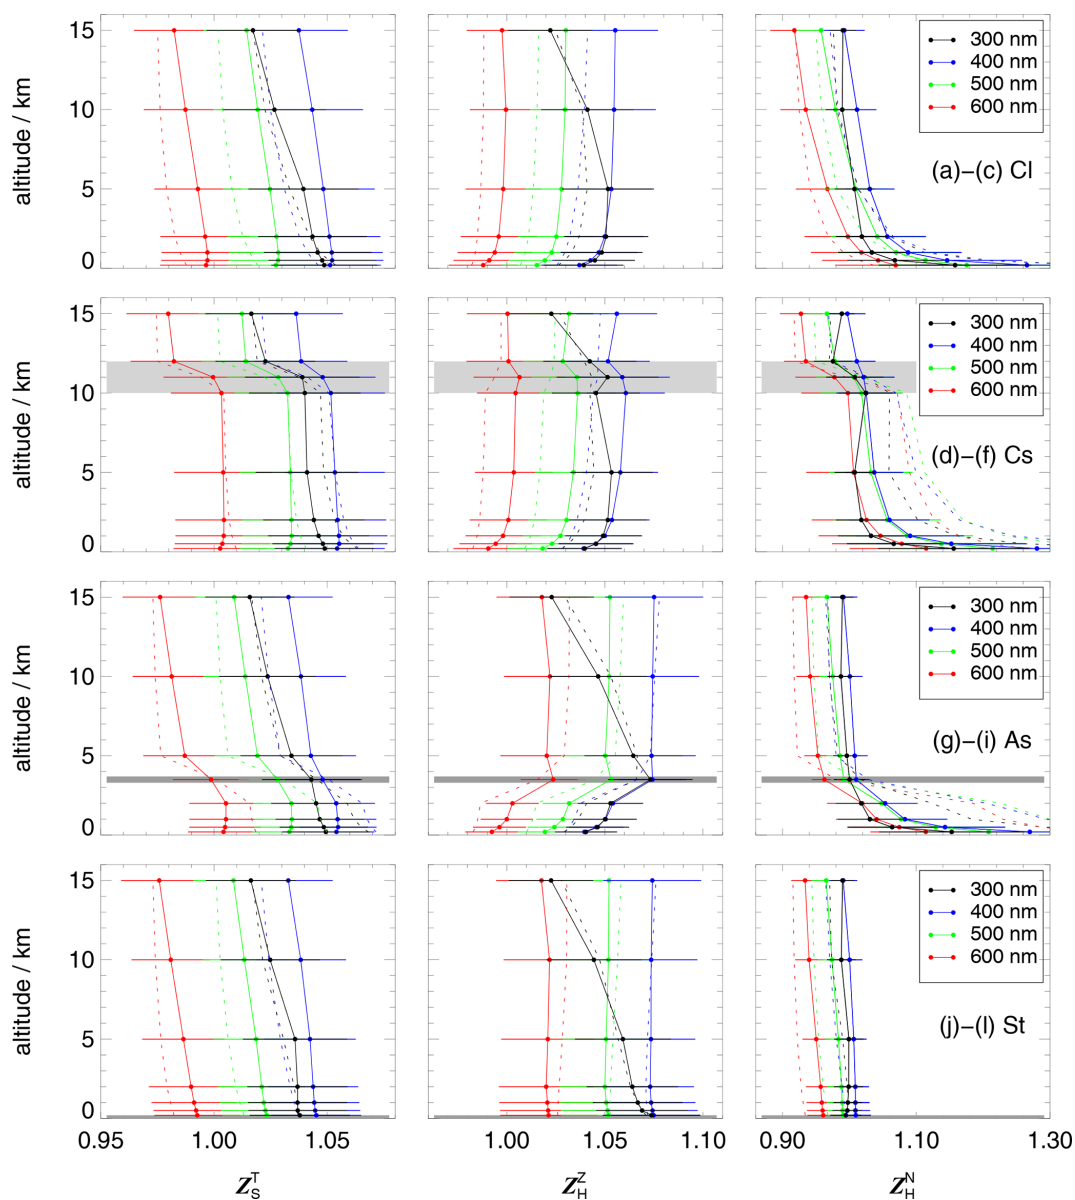 15
10
5
0
altitude / km
300 nm
400 nm
500 nm
600 nm
(a)−(c) Cl
15
10
5
0
altitude / km
300 nm
400 nm
500 nm
600 nm
(d)−(f) Cs
15
10
5
0
altitude / km
300 nm
400 nm
500 nm
600 nm
(g)−(i) As
15
10
5
0
altitude / km
300 nm
400 nm
500 nm
600 nm
(j)−(l) St
0.95 1.00 1.05 1.00 1.05 1.10 0.90 1.10 1.30
Z_S^T Z_H^Z Z_H^N